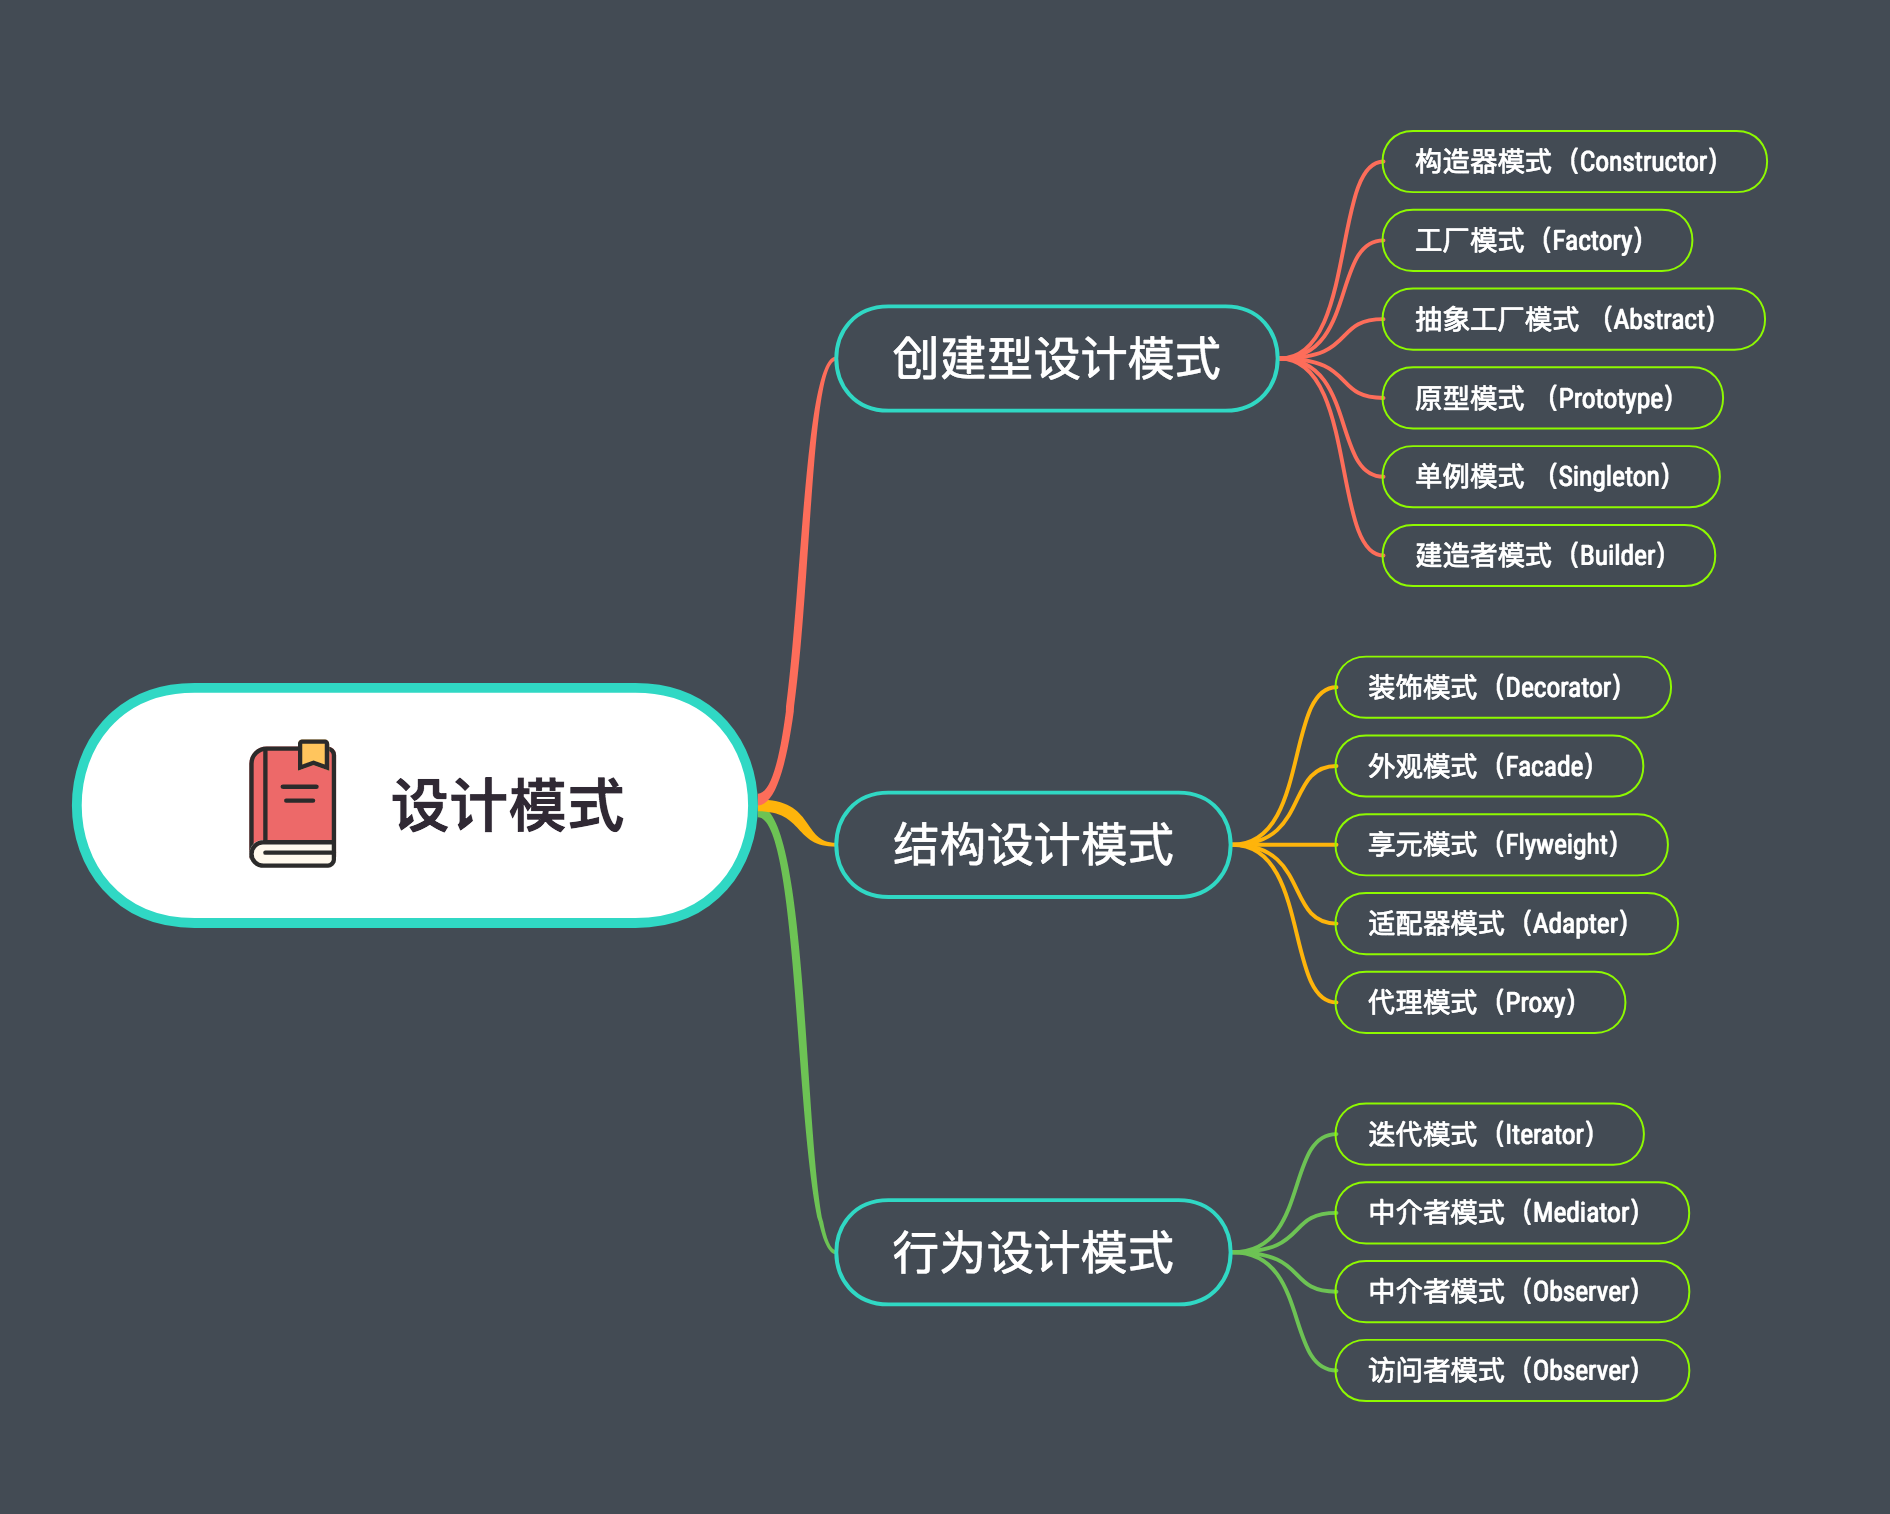 设计模式
创建型设计模式
构造器模式（Constructor）
工厂模式（Factory）
抽象工厂模式 （Abstract）
原型模式 （Prototype）
单例模式 （Singleton）
建造者模式（Builder）
结构设计模式
装饰模式（Decorator）
外观模式（Facade）
享元模式（Flyweight）
适配器模式（Adapter）
代理模式（Proxy）
行为设计模式
迭代模式（Iterator）
中介者模式（Mediator）
中介者模式（Observer）
访问者模式（Observer）